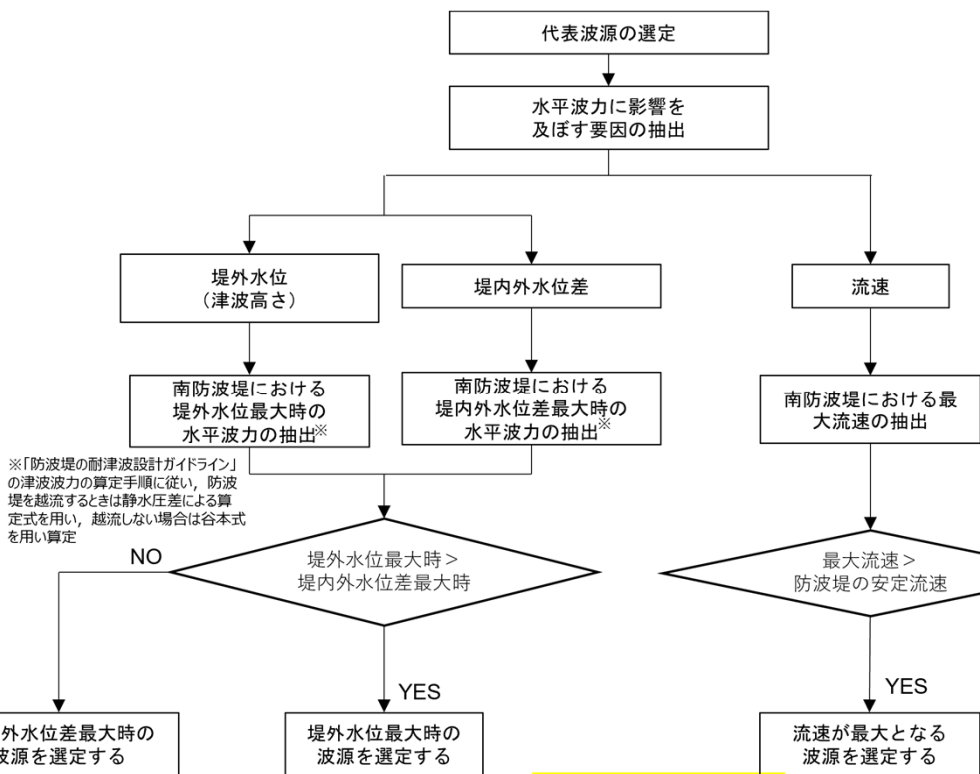 代表波源の選定
水平波力に影響を
及ぼす要因の抽出
堤外水位
（津波高さ）
堤内外水位差
流速
南防波堤における
堤外水位最大時の
水平波力の抽出※
南防波堤における
堤内外水位差最大時の
水平波力の抽出※
南防波堤における最
大流速の抽出
※「防波堤の耐津波設計ガイドライン」
の津波波力の算定手順に従い，防波
堤を越流するときは静水圧差による算
定式を用い，越流しない場合は谷本式
を用い算定
NO
堤外水位最大時＞
堤内外水位差最大時
最大流速＞
防波堤の安定流速
YES
YES
外水位差最大時の
波源を選定する
堤外水位最大時の
波源を選定する
流速が最大となる
波源を選定する